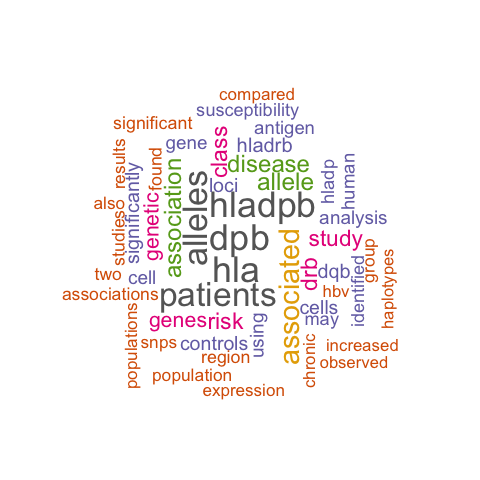 compared
susceptibility
significant
antigen
gene
hladrb
class
disease
results
found
association
loci
allele
hladp
human
significantly
alleles
hladpb
also
studies
genetic
analysis
dpb
study
group
two
cell
hla
associated
drb
dqb
identified
haplotypes
associations
patients
hbv
cells
may
populations
genes
risk
using
snps
controls
region
chronic
increased
observed
population
expression